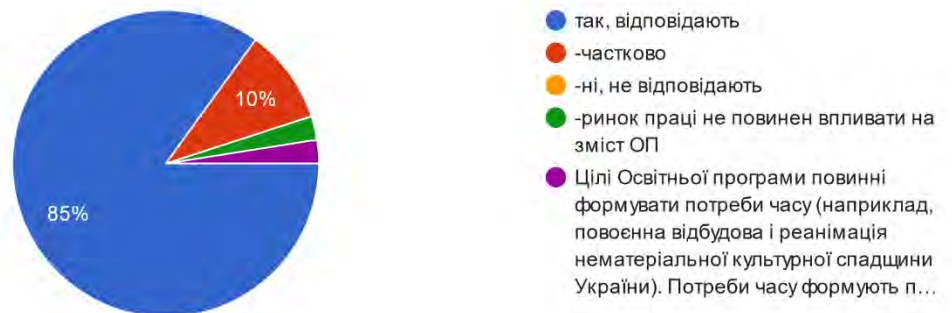 так, відповідають
-частково
-ні, не відповідають
-ринок праці не повинен впливати на
зміст ОП
Цілі Освітньої програми повинні
формувати потреби часу (наприклад,
повоєнна відбудова і реанімація
нематеріальної культурної спадщини
України). Потреби часу формують п...
10%
85%